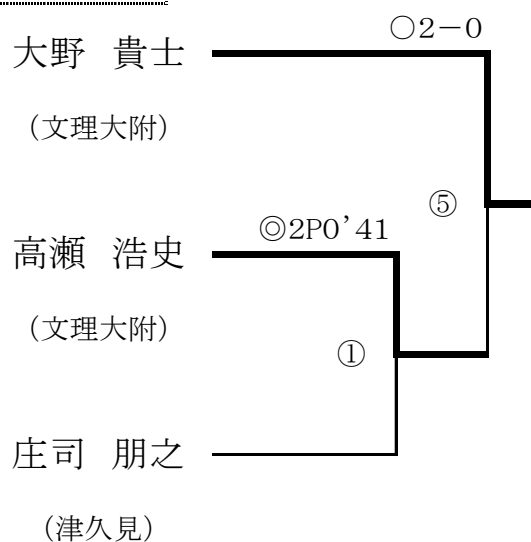 ○2－0
大野 貴士
（文理大附）
⑤
◎2P0’41
高瀬 浩史
（文理大附）
①
庄司 朋之
（津久見）